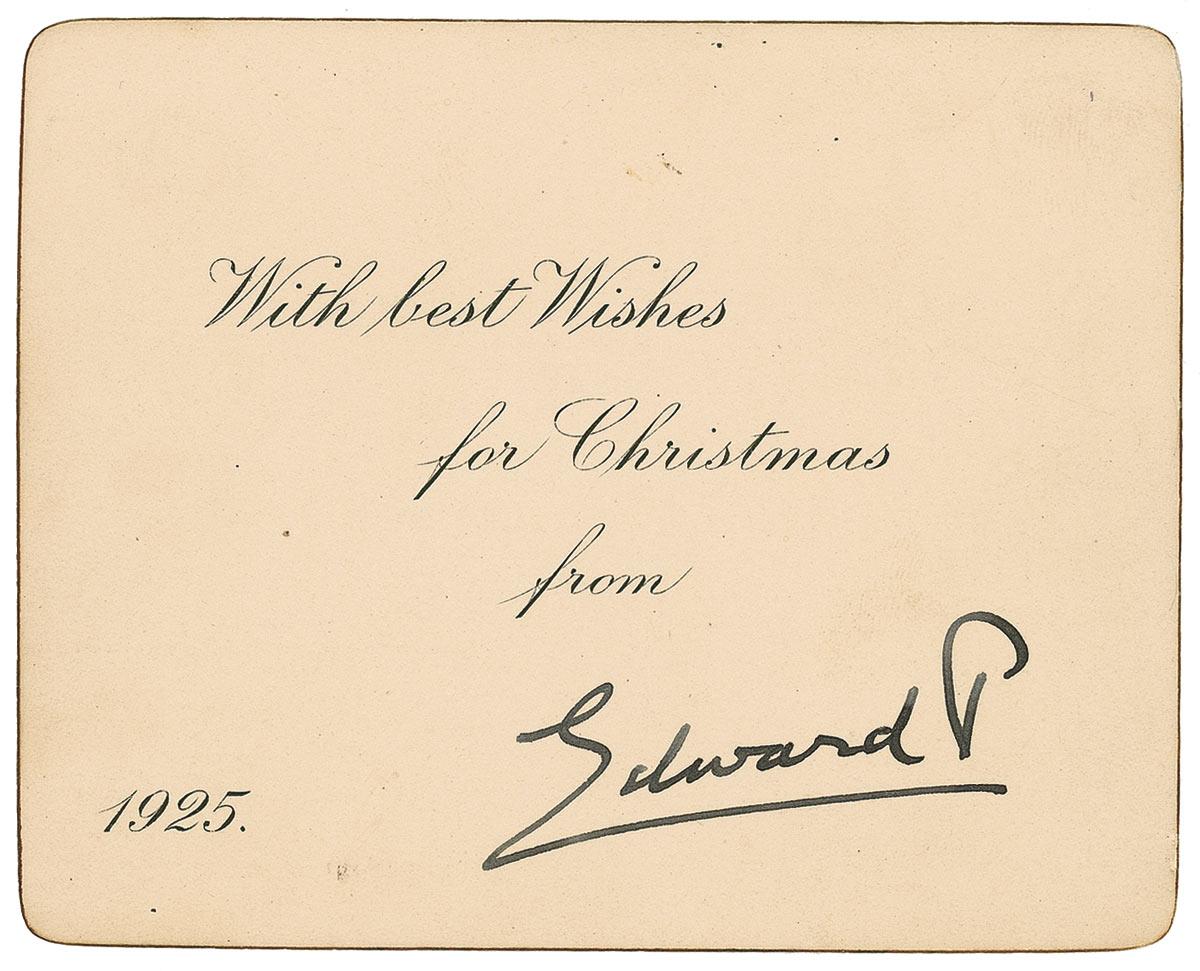 With best Wishes
for Christmas
from
Edward P
1925.